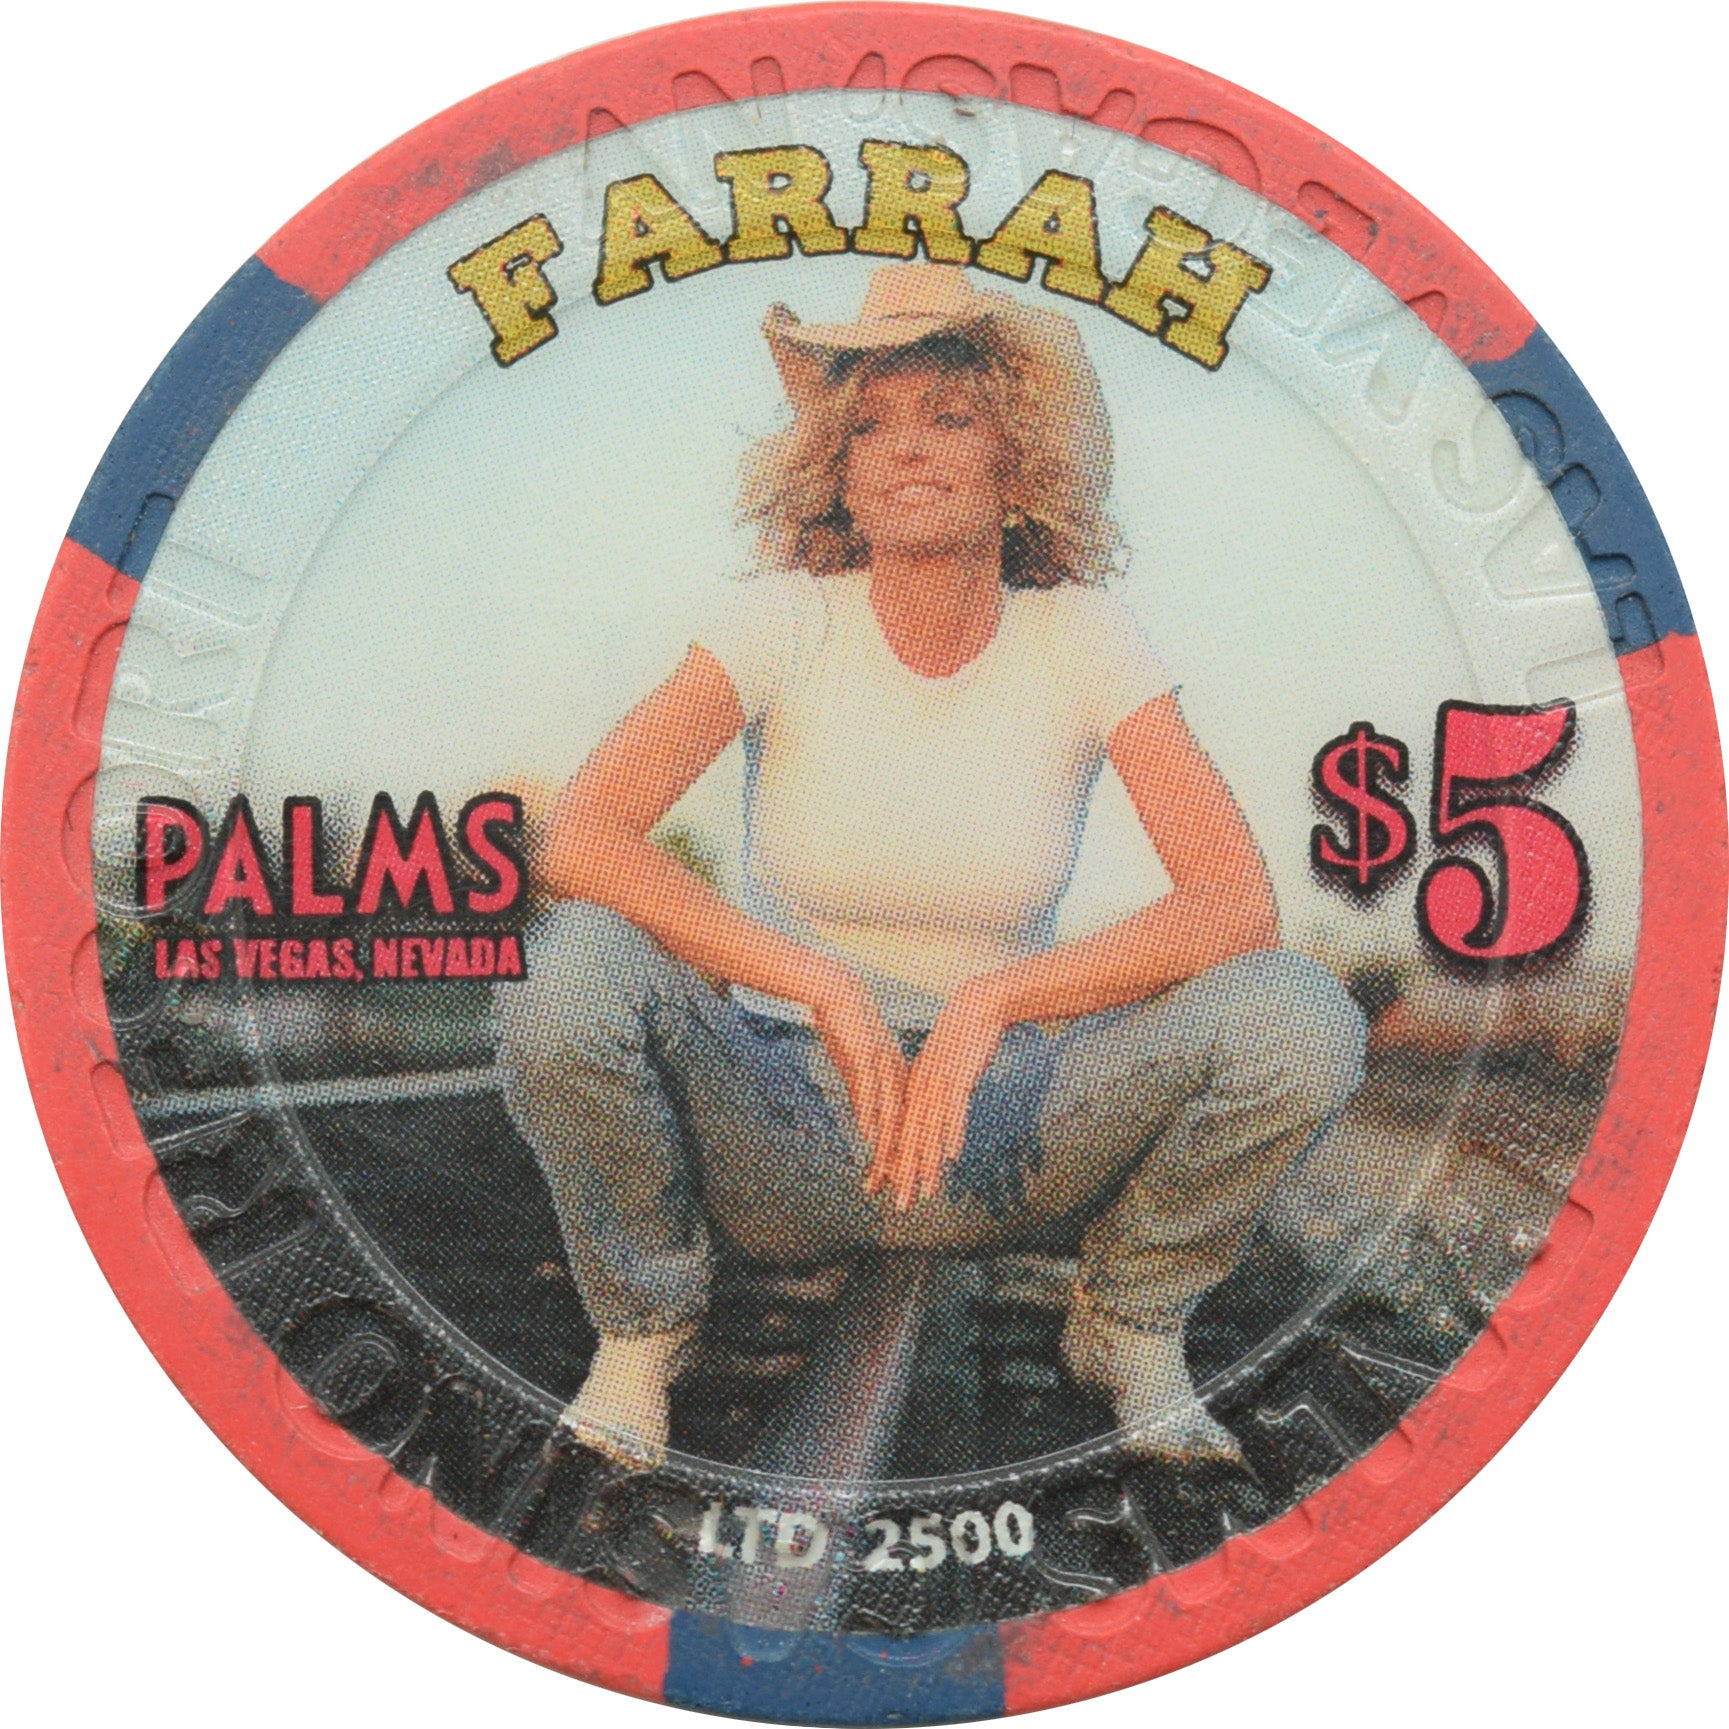 FARRAH
PALMS
LAS VEGAS, NEVADA
$5
LTD 2500